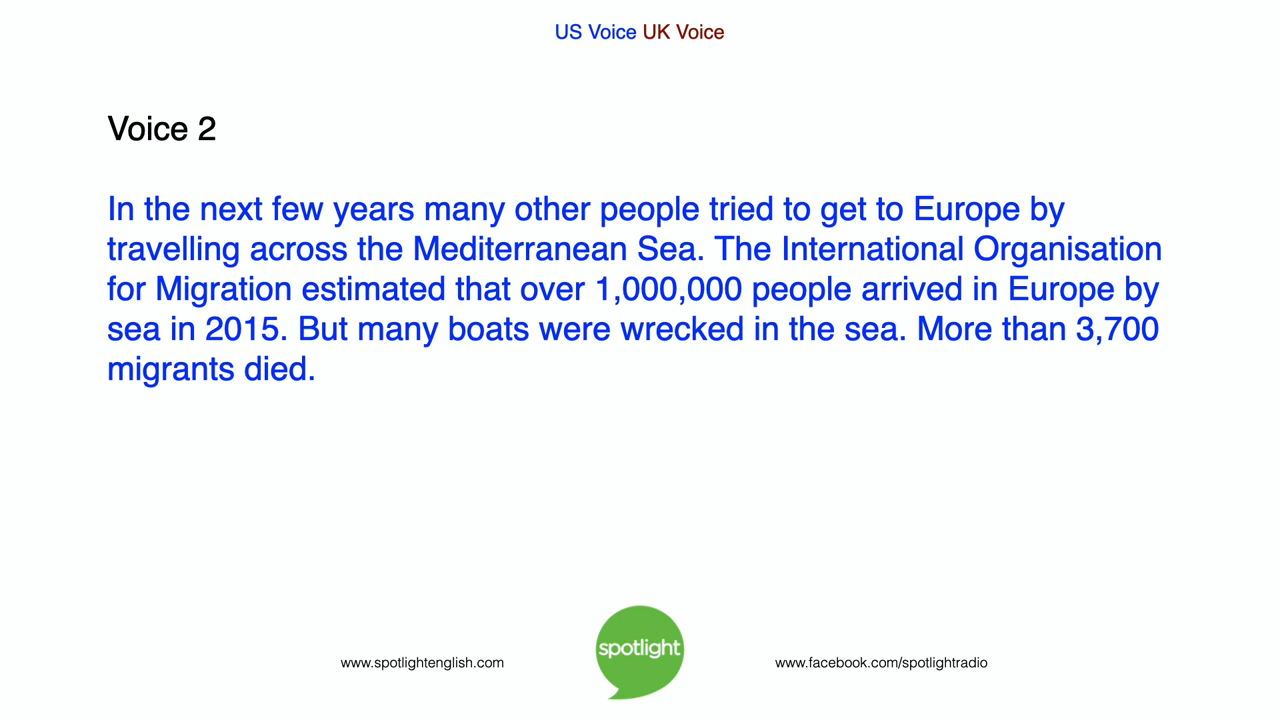 US Voice UK Voice
Voice 2
In the next few years many other people tried to get to Europe by
travelling across the Mediterranean Sea. The International Organisation
for Migration estimated that over 1,000,000 people arrived in Europe by
sea in 2015. But many boats were wrecked in the sea. More than 3,700
migrants died.
www.spotlightenglish.com
spotlight
www.facebook.com/spotlightradio